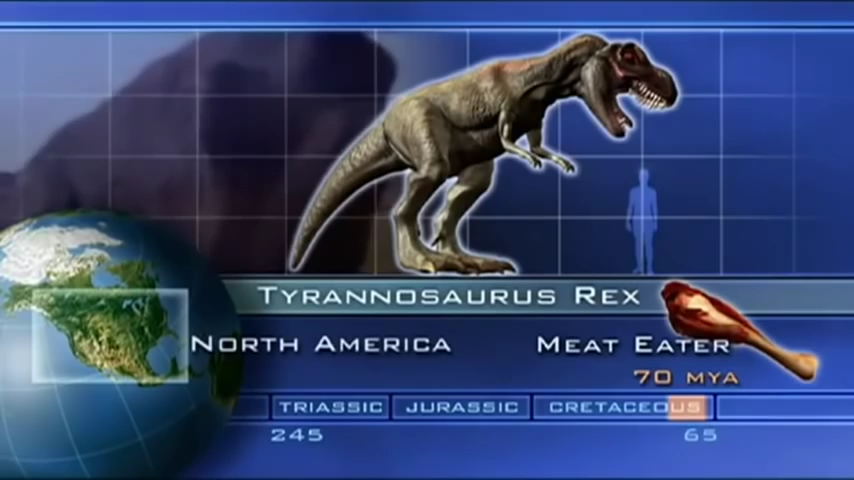 Tyrannosaurus Rex
North America
Meat Eater
70 mya
Triassic Jurassic Cretaceous
245 65